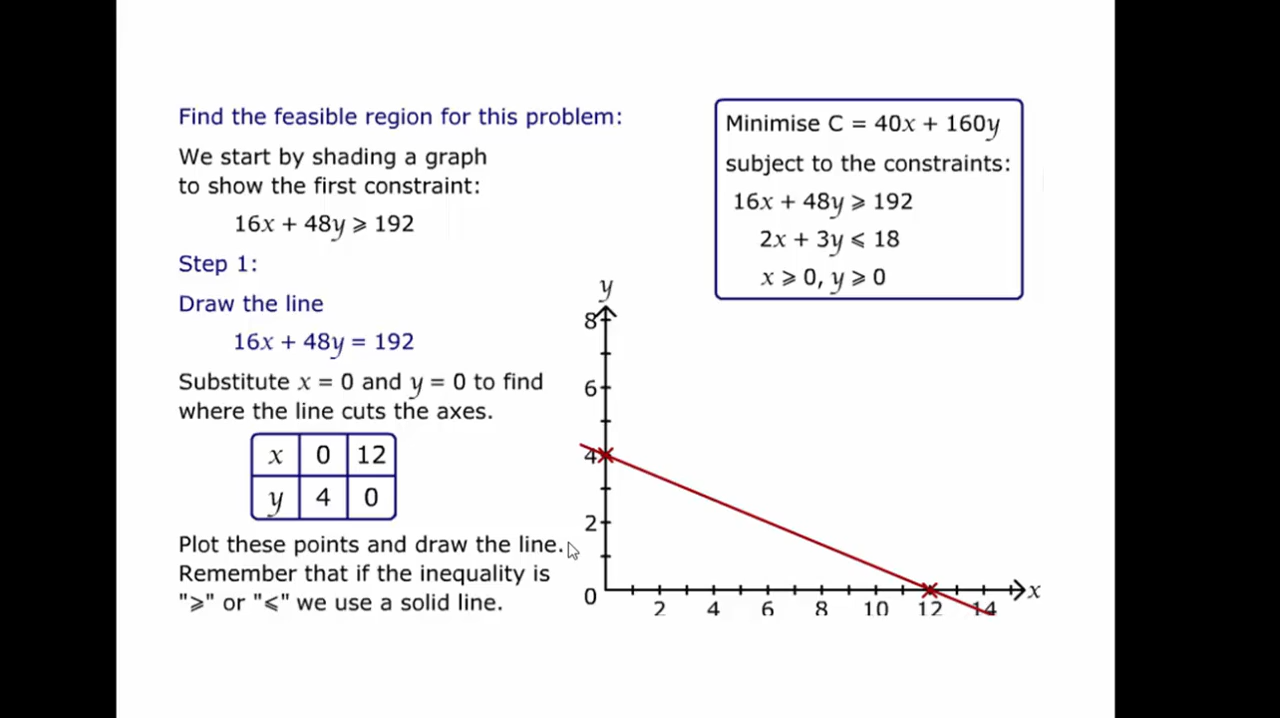 Find the feasible region for this problem:
We start by shading a graph
to show the first constraint:
16x + 48y ⩾ 192
Step 1:
Draw the line
16x + 48y = 192
Substitute x = 0 and y = 0 to find
where the line cuts the axes.
x 0 12
y 4 0
Plot these points and draw the line.
Remember that if the inequality is
"⩾" or "⩽" we use a solid line.
Minimise C = 40x + 160y
subject to the constraints:
16x + 48y ⩾ 192
2x + 3y ⩽ 18
x ⩾ 0, y ⩾ 0
y
8
6
4
2
0
2 4 6 8 10 12 14
x